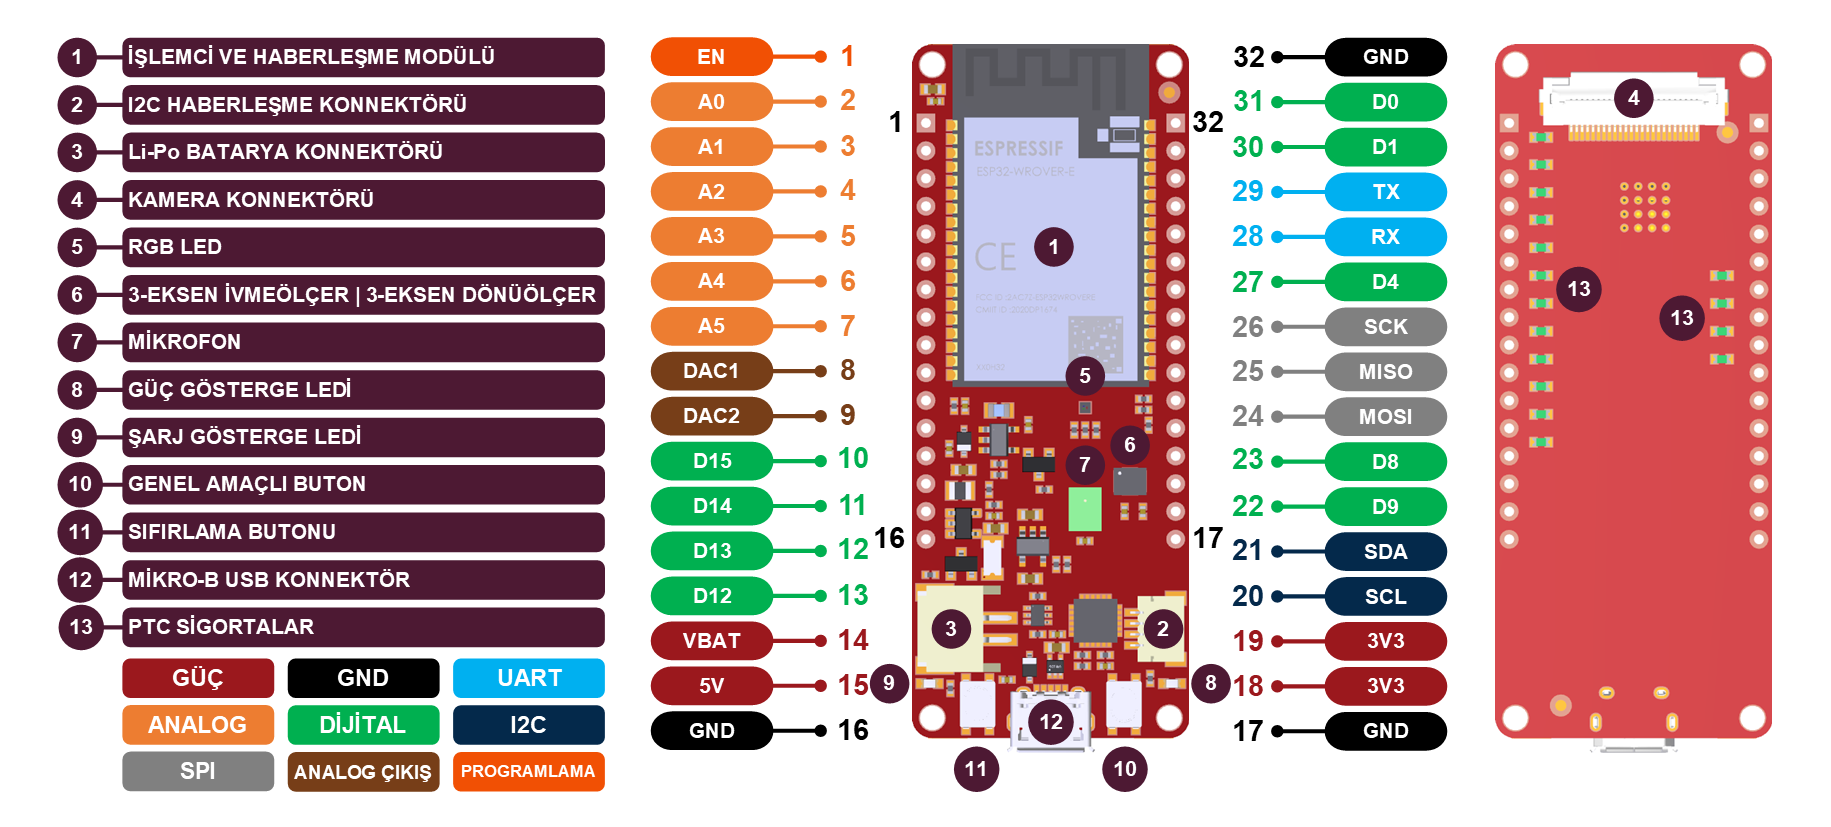 1 İŞLEMCİ VE HABERLEŞME MODÜLÜ
2 I2C HABERLEŞME KONNEKTÖRÜ
3 Li-Po BATARYA KONNEKTÖRÜ
4 KAMERA KONNEKTÖRÜ
5 RGB LED
6 3-EKSEN İVMEÖLÇER | 3-EKSEN DÖNÜÖLÇER
7 MİKROFON
8 GÜÇ GÖSTERGE LEDİ
9 ŞARJ GÖSTERGE LEDİ
10 GENEL AMAÇLI BUTON
11 SIFIRLAMA BUTONU
12 MİKRO-B USB KONNEKTÖR
13 PTC SİGORTALAR
GÜÇ GND UART
ANALOG DİJİTAL I2C
SPI ANALOG ÇIKIŞ PROGRAMLAMA
EN 1
A0 2
A1 3
A2 4
A3 5
A4 6
A5 7
DAC1 8
DAC2 9
D15 10
D14 11
D13 12
D12 13
VBAT 14
5V 15
GND 16
1
32
16
17
ESPRESSIF
ESP32-WROVER-E
1
CE
5
6
7
3
2
9
8
12
11
10
32 GND
31 D0
30 D1
29 TX
28 RX
27 D4
26 SCK
25 MISO
24 MOSI
23 D8
22 D9
21 SDA
20 SCL
19 3V3
18 3V3
17 GND
4
13
13